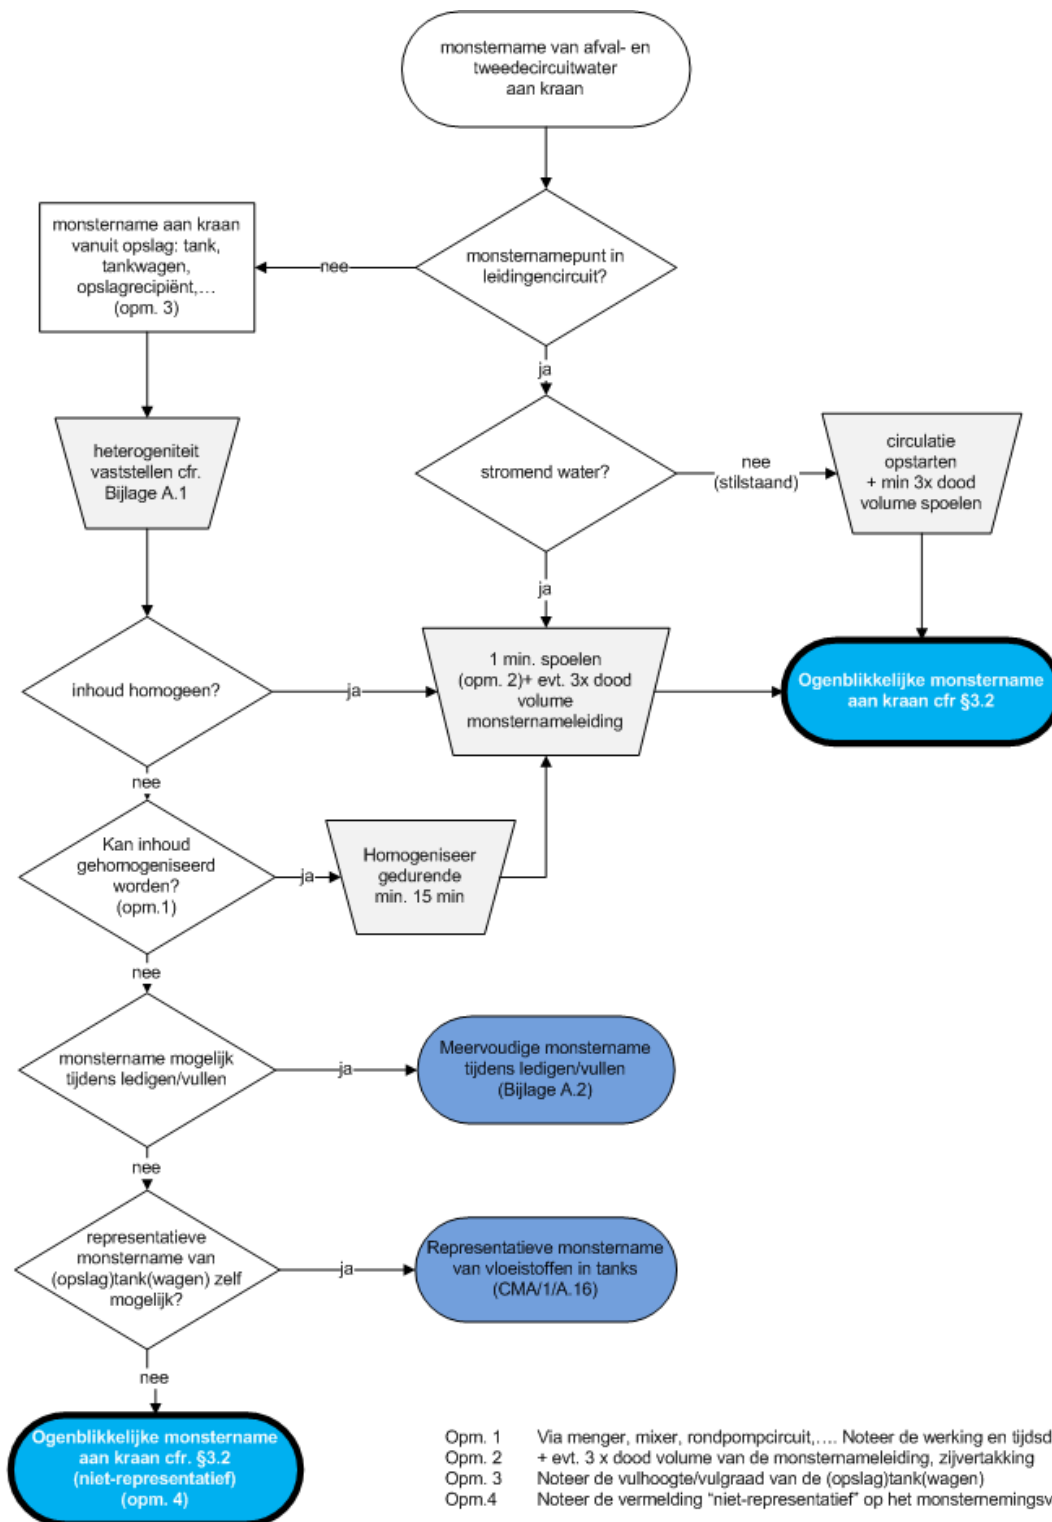 monstername van afval- en
tweedecircuitwater
aan kraan
monstername aan kraan
vanuit opslag: tank,
tankwagen,
opslagrecipiënt,…
(opm. 3)
nee
monsternamepunt in
leidingencircuit?
ja
heterogeniteit
vaststellen cfr.
Bijlage A.1
stromend water?
nee
(stilstaand)
circulatie
opstarten
+ min 3x dood
volume spoelen
ja
inhoud homogeen?
ja
1 min. spoelen
(opm. 2)+ evt. 3x dood
volume
monsternameleiding
Ogenblikkelijke monstername
aan kraan cfr §3.2
nee
Kan inhoud
gehomogeniseerd
worden?
(opm.1)
ja
Homogeniseer
gedurende
min. 15 min
nee
monstername mogelijk
tijdens ledigen/vullen
ja
Meervoudige monstername
tijdens ledigen/vullen
(Bijlage A.2)
nee
representatieve
monstername van
(opslag)tank(wagen) zelf
mogelijk?
ja
Representatieve monstername
van vloeistoffen in tanks
(CMA/1/A.16)
nee
Ogenblikkelijke monstername
aan kraan cfr. §3.2
(niet-representatief)
(opm. 4)
Opm. 1 Via menger, mixer, rondpompcircuit,…. Noteer de werking en tijdsd
Opm. 2 + evt. 3 x dood volume van de monsternameleiding, zijvertakking
Opm. 3 Noteer de vulhoogte/vulgraad van de (opslag)tank(wagen)
Opm.4 Noteer de vermelding "niet-representatief" op het monsternemingsv